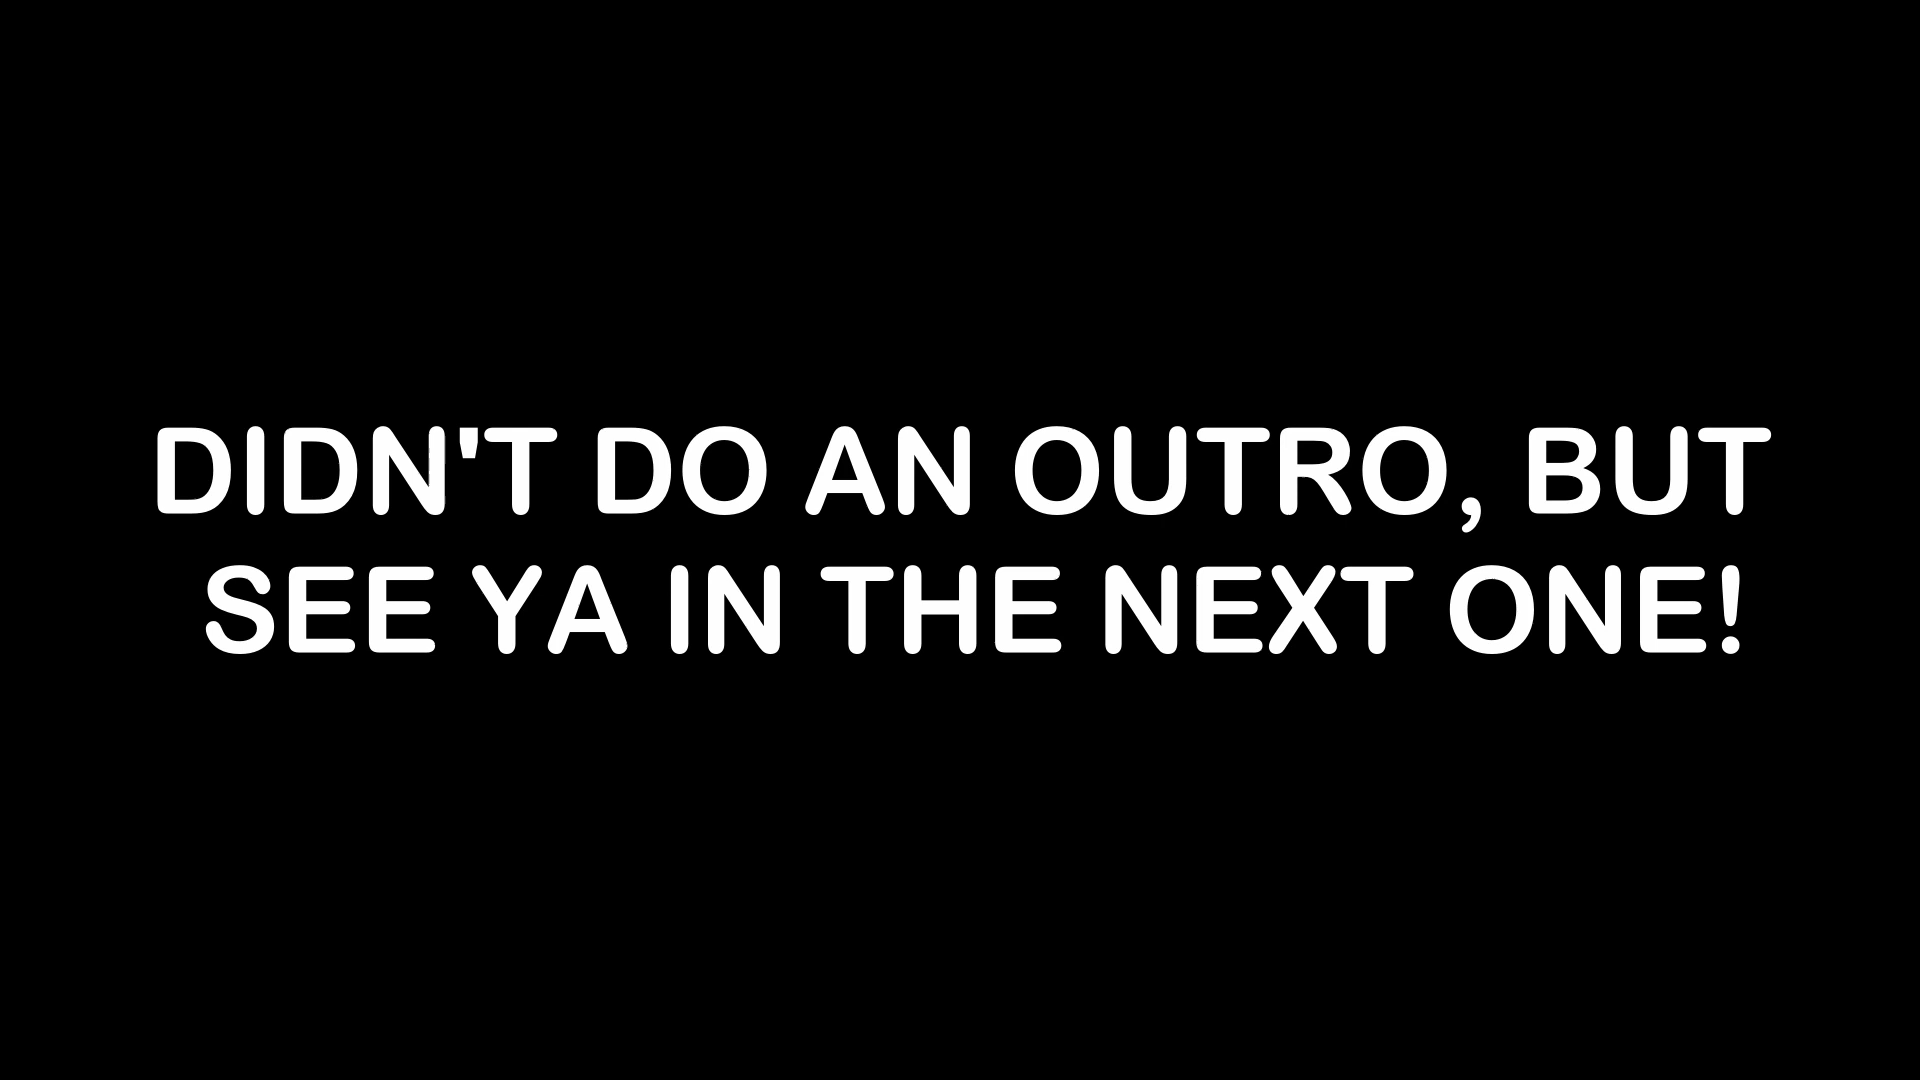 DIDN'T DO AN OUTRO, BUT
SEE YA IN THE NEXT ONE!